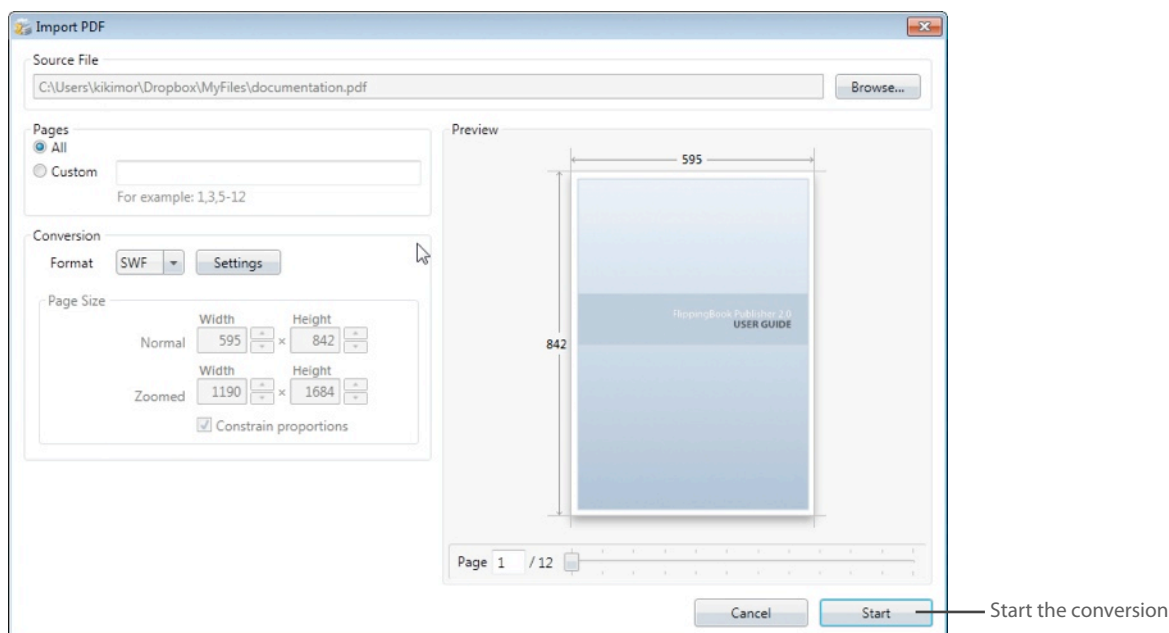 Import PDF
Source File
C:\Users\kikimor\Dropbox\MyFiles\documentation.pdf
Browse...
Pages
All
Custom
For example: 1,3,5-12
Conversion
Format SWF Settings
Page Size
Width Height
Normal 595 × 842
Width Height
Zoomed 1190 × 1684
Constrain proportions
Preview
595
842
FlippingBook Publisher 2.0
USER GUIDE
Page 1 / 12
Cancel Start
Start the conversion